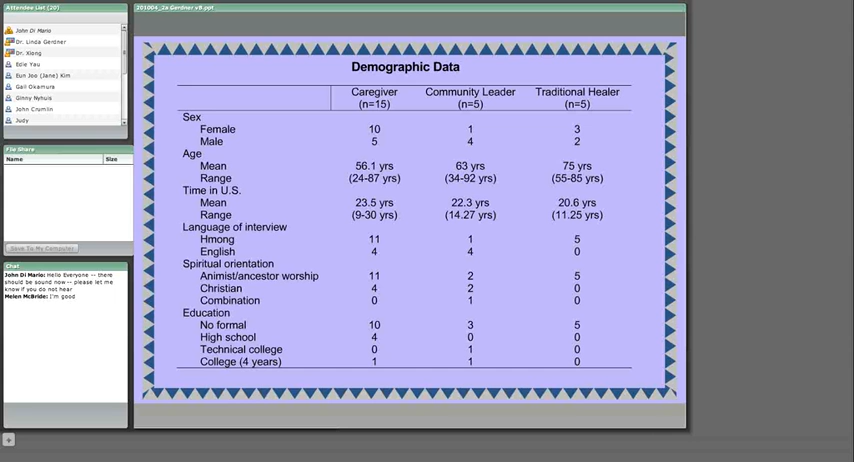 Attendee List (20)
John Di Mario
Dr. Linda Gerdner
Dr. Xiong
Edie Yau
Eun Joo (Jane) Kim
Gail Okamura
Ginny Nyhuis
John Crumlin
Judy
File Share
Name Size
Save To My Computer
Chat
John Di Mario: Hello Everyone -- there
should be sound now -- please let me
know if you do not hear
Melen McBride: I'm good
201004_2a Gerdner v8.ppt
Demographic Data
Caregiver Community Leader Traditional Healer
(n=15) (n=5) (n=5)
Sex
Female 10 1 3
Male 5 4 2
Age
Mean 56.1 yrs 63 yrs 75 yrs
Range (24-87 yrs) (34-92 yrs) (55-85 yrs)
Time in U.S.
Mean 23.5 yrs 22.3 yrs 20.6 yrs
Range (9-30 yrs) (14.27 yrs) (11.25 yrs)
Language of interview
Hmong 11 1 5
English 4 4 0
Spiritual orientation
Animist/ancestor worship 11 2 5
Christian 4 2 0
Combination 0 1 0
Education
No formal 10 3 5
High school 4 0 0
Technical college 0 1 0
College (4 years) 1 1 0